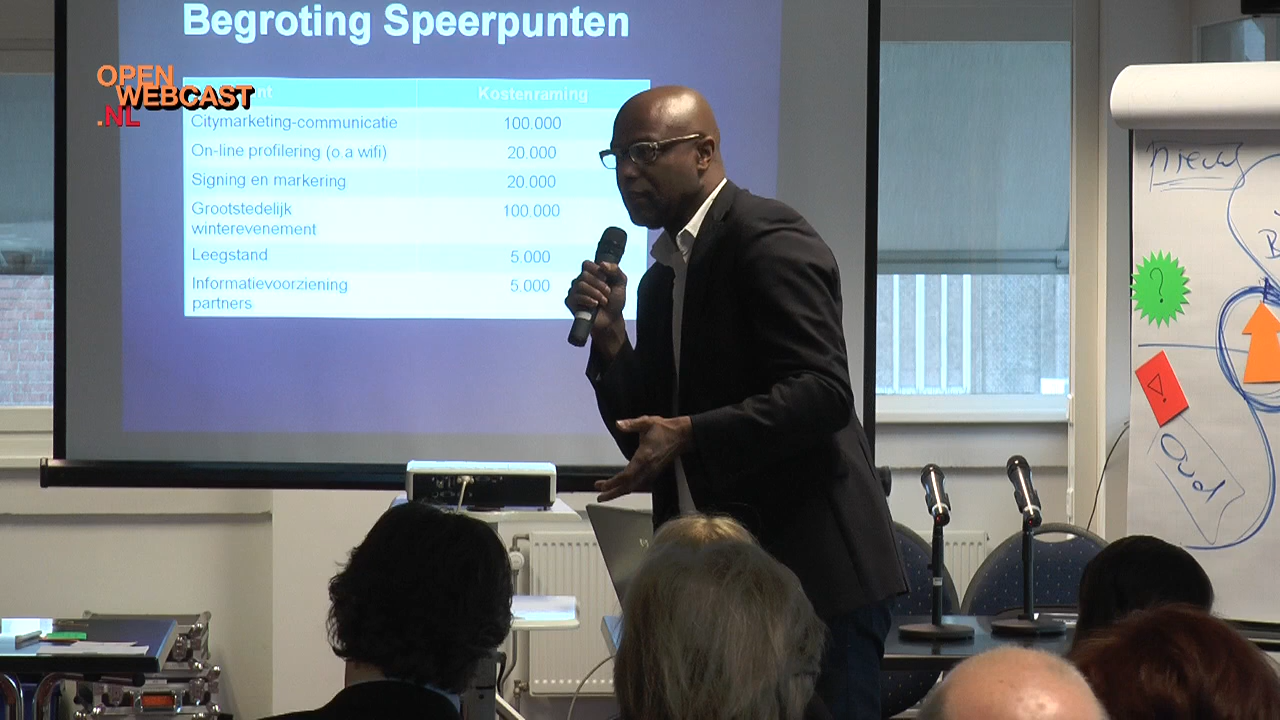 Begroting Speerpunten
OPEN
WEBCAST
.NL
Kostenraming
Citymarketing-communicatie 100.000
On-line profilering (o.a wifi) 20.000
Signing en markering 20.000
Grootstedelijk 100.000
winterevenement
Leegstand 5.000
Informatievoorziening 5.000
partners
nieuw
?
!
Oud